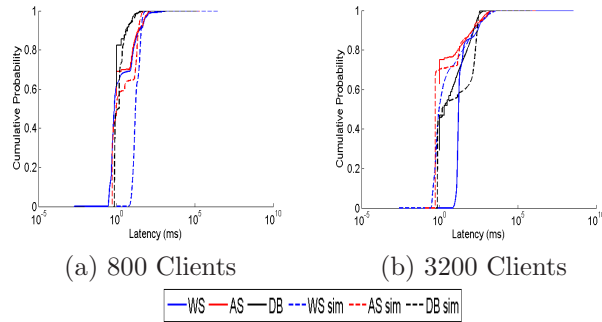 1
0.8
0.6
0.4
0.2
0
Cumulative Probability
10^-5 10^0 10^5 10^10
Latency (ms)
(a) 800 Clients
1
0.8
0.6
0.4
0.2
0
Cumulative Probability
10^-5 10^0 10^5 10^10
Latency (ms)
(b) 3200 Clients
WS AS DB WS sim AS sim DB sim